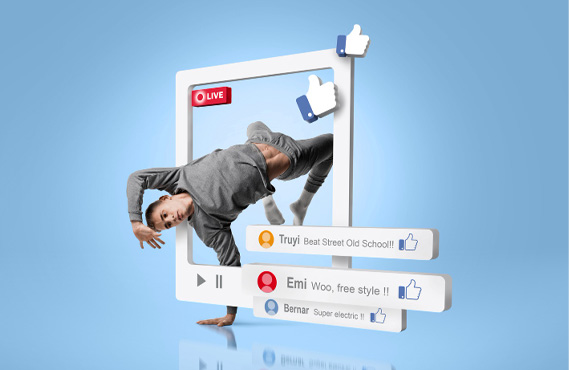 LIVE
Truyi Beat Street Old School!!
Emi Woo, free style !!
Bernar Super electric !!